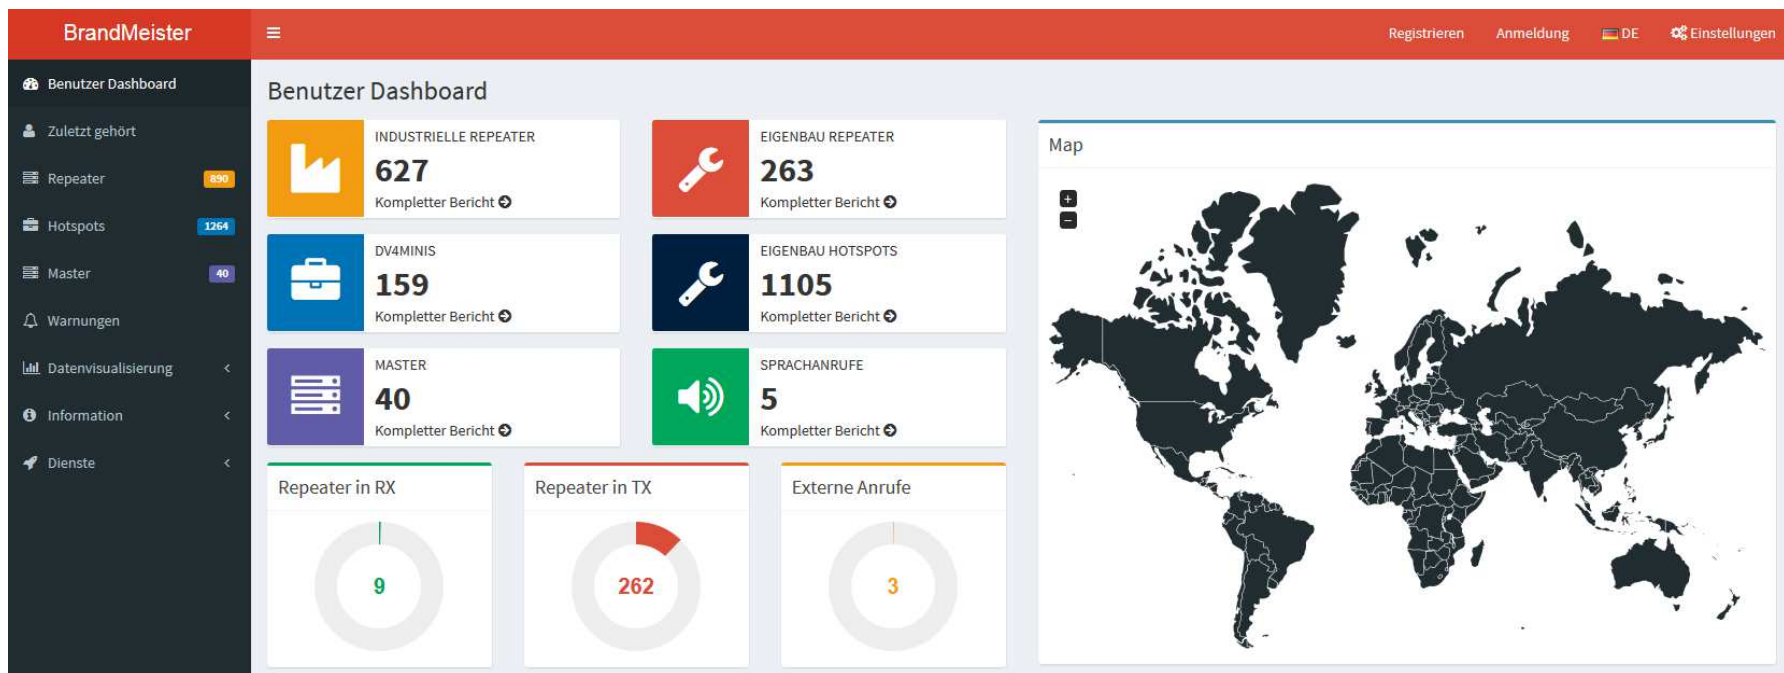 BrandMeister
Registrieren
Anmeldung
DE
Einstellungen
Benutzer Dashboard
Zuletzt gehört
Repeater 890
Hotspots 1264
Master 40
Warnungen
Datenvisualisierung
Information
Dienste
Benutzer Dashboard
INDUSTRIELLE REPEATER
627
Kompletter Bericht
EIGENBAU REPEATER
263
Kompletter Bericht
DV4MINIS
159
Kompletter Bericht
EIGENBAU HOTSPOTS
1105
Kompletter Bericht
MASTER
40
Kompletter Bericht
SPRACHANRUFE
5
Kompletter Bericht
Repeater in RX
9
Repeater in TX
262
Externe Anrufe
3
Map
+
−